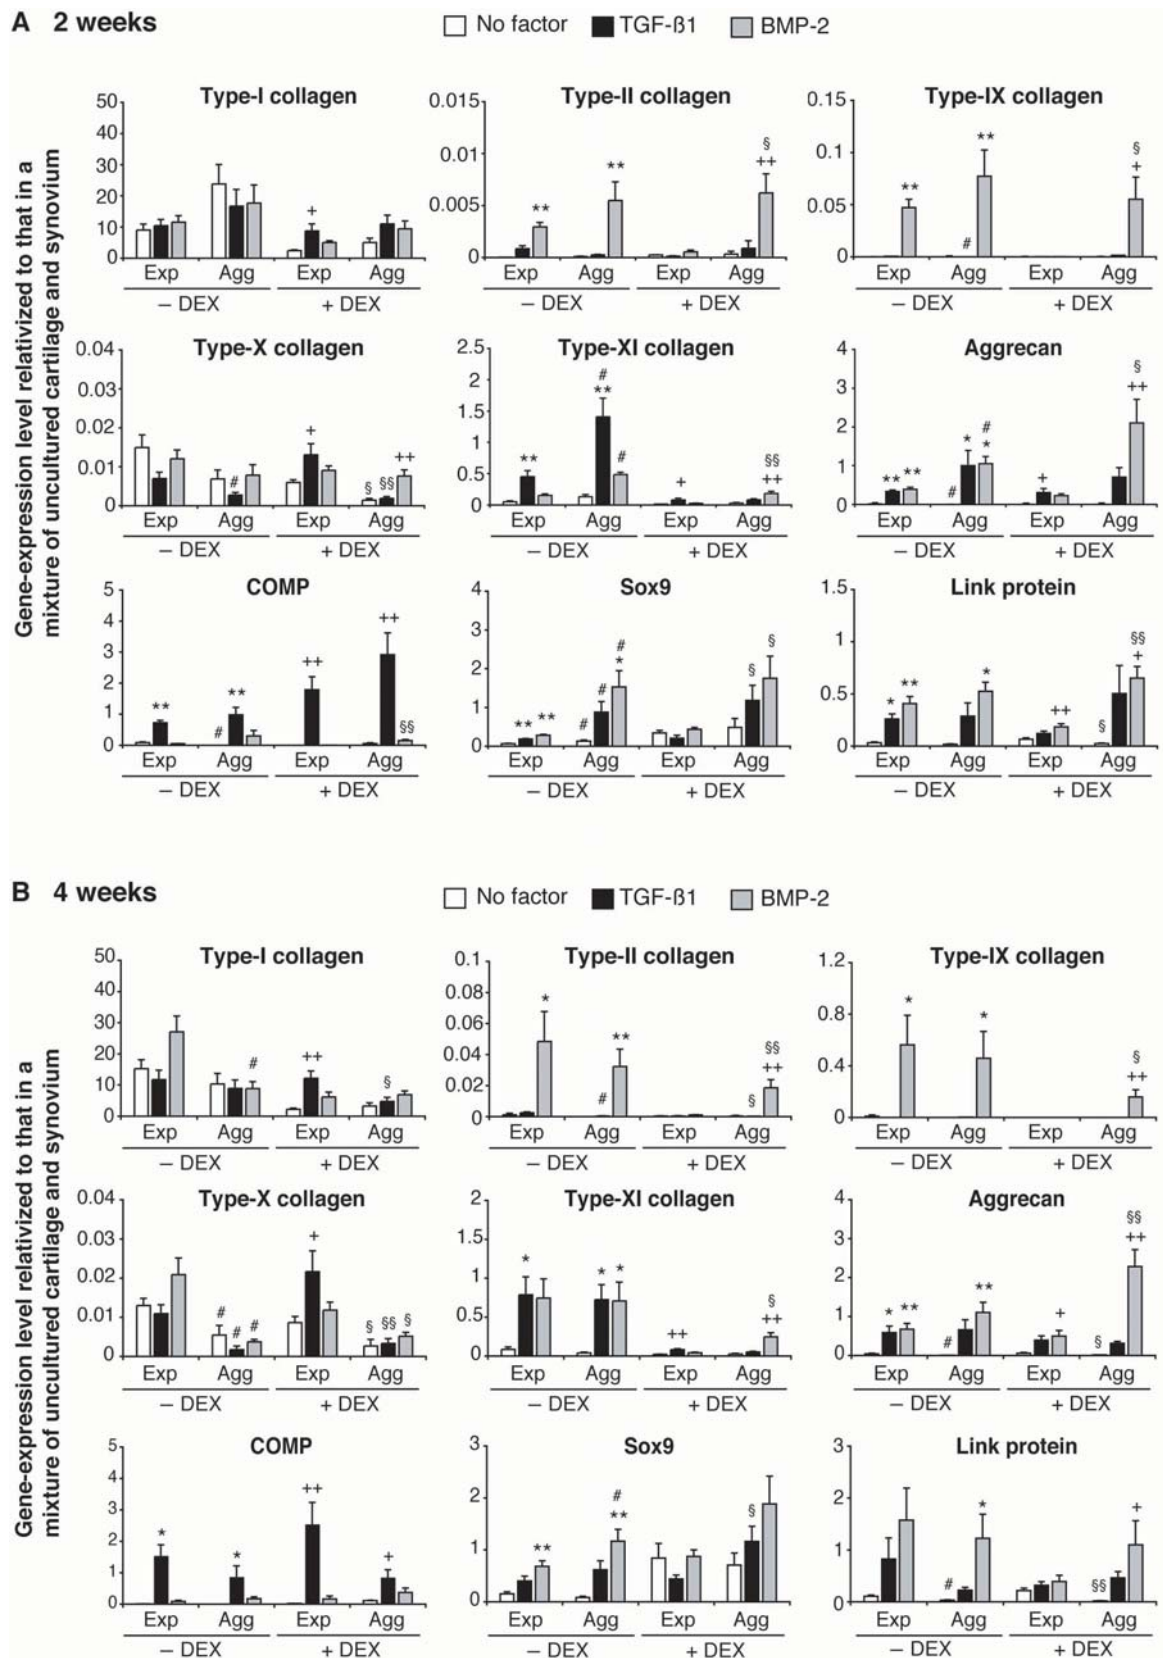 A 2 weeks
No factor TGF-ß1 BMP-2
Gene-expression level relativized to that in a
mixture of uncultured cartilage and synovium
Type-I collagen Type-II collagen Type-IX collagen
50 0.015 0.15
40
30 0.01 0.1
20 0.005 0.05
10
0 0 0
+ ** ** § ++ ** # ** § +
Exp Agg Exp Agg Exp Agg Exp Agg Exp Agg Exp Agg
– DEX + DEX – DEX + DEX – DEX + DEX
Type-X collagen Type-XI collagen Aggrecan
0.04 2.5 4
0.03 2 3
0.02 1.5 2
0.01 1 1
0 0.5 0
0
# + § §§ ++ ** # ** # + §§ ++ ** ** # * # * + § ++
Exp Agg Exp Agg Exp Agg Exp Agg Exp Agg Exp Agg
– DEX + DEX – DEX + DEX – DEX + DEX
COMP Sox9 Link protein
5 4 1.5
4 3 1
3 2 0.5
2 1 0
1 0
0
** # ** ++ ++ §§ ** ** # # # * § § * ** * ++ § §§ +
Exp Agg Exp Agg Exp Agg Exp Agg Exp Agg Exp Agg
– DEX + DEX – DEX + DEX – DEX + DEX
B 4 weeks
No factor TGF-ß1 BMP-2
Gene-expression level relativized to that in a
mixture of uncultured cartilage and synovium
Type-I collagen Type-II collagen Type-IX collagen
50 0.1 1.2
40 0.08 0.8
30 0.06 0.4
20 0.04 0
10 0.02
0 0
# ++ § * # ** § §§ ++ * * § ++
Exp Agg Exp Agg Exp Agg Exp Agg Exp Agg Exp Agg
– DEX + DEX – DEX + DEX – DEX + DEX
Type-X collagen Type-XI collagen Aggrecan
0.04 2 4
0.03 1.5 3
0.02 1 2
0.01 0.5 1
0 0 0
# # # + § §§ § * * * ++ § ++ * ** # ** + § §§ ++
Exp Agg Exp Agg Exp Agg Exp Agg Exp Agg Exp Agg
– DEX + DEX – DEX + DEX – DEX + DEX
COMP Sox9 Link protein
5 3 3
4 2 2
3 1 1
2 0 0
1
0
* * ++ + ** # ** § # * §§ +
Exp Agg Exp Agg Exp Agg Exp Agg Exp Agg Exp Agg
– DEX + DEX – DEX + DEX – DEX + DEX